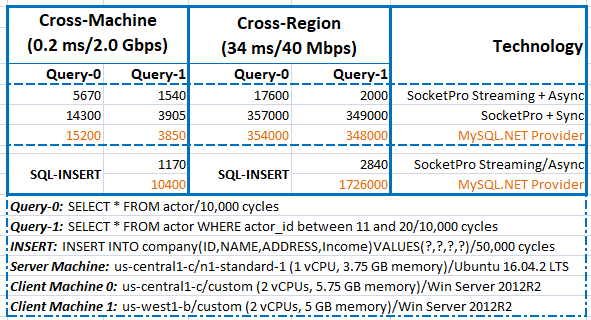 Cross-Machine Cross-Region
(0.2 ms/2.0 Gbps) (34 ms/40 Mbps) Technology
Query-0 Query-1 Query-0 Query-1
5670 1540 17600 2000 SocketPro Streaming + Async
14300 3905 357000 349000 SoketPro + Sync
15200 3850 354000 348000 MySQL.NET Provider
SQL-INSERT 1170 SQL-INSERT 2840 SocketPro Streaming/Async
10400 1726000 MySQL.NET Provider
Query-0: SELECT * FROM actor/10,000 cycles
Query-1: SELECT * FROM actor WHERE actor_id between 11 and 20/10,000 cycles
INSERT: INSERT INTO company(ID,NAME,ADDRESS,Income)VALUES(?,?,?,?)/50,000 cycles
Server Machine: us-central1-c/n1-standard-1 (1 vCPU, 3.75 GB memory)/Ubuntu 16.04.2 LTS
Client Machine 0: us-central1-c/custom (2 vCPUs, 5.75 GB memory)/Win Server 2012R2
Client Machine 1: us-west1-b/custom (2 vCPUs, 5 GB memory)/Win Server 2012R2